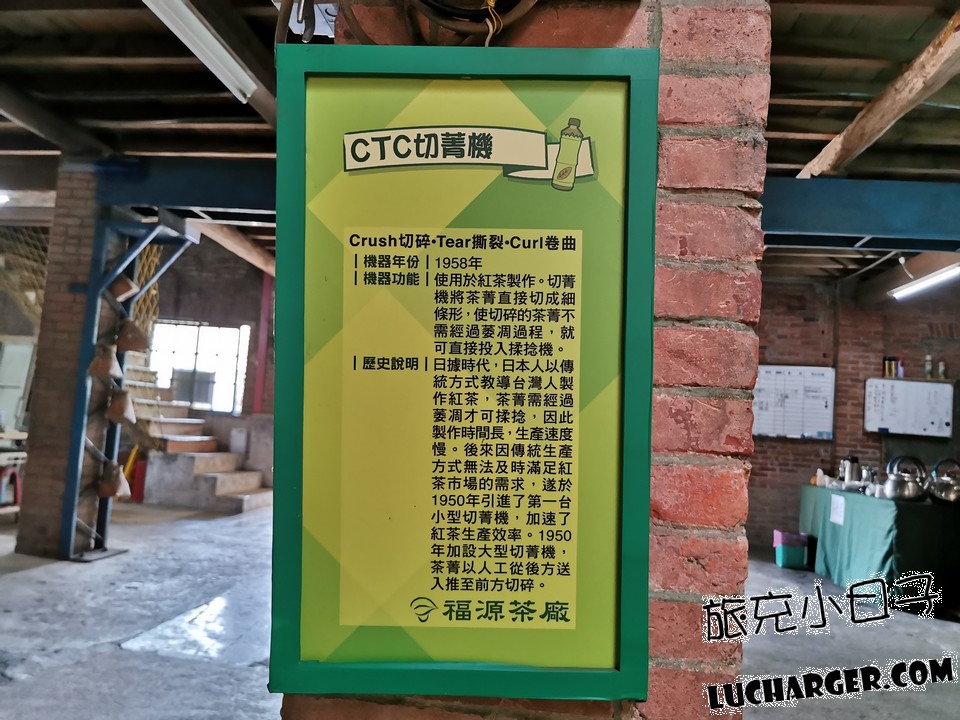 CTC切菁機
Crush切碎•Tear撕裂•Curl卷曲
｜機器年份｜1958年
｜機器功能｜使用於紅茶製作。切菁
機將茶菁直接切成細
條形，使切碎的茶菁不
需經過萎凋過程，就
可直接投入揉捻機。
｜歷史說明｜日據時代，日本人以傳
統方式教導台灣人製
作紅茶，茶菁需經過
萎凋才可揉捻，因此
製作時間長，生產速度
慢。後來因傳統生產
方式無法及時滿足紅
茶市場的需求，遂於
1950年引進了第一台
小型切菁機，加速了
紅茶生產效率。1950
年加設大型切菁機，
茶菁以人工從後方送
入推至前方切碎。
福源茶廠
旅充小日子
LUCHARGER.COM